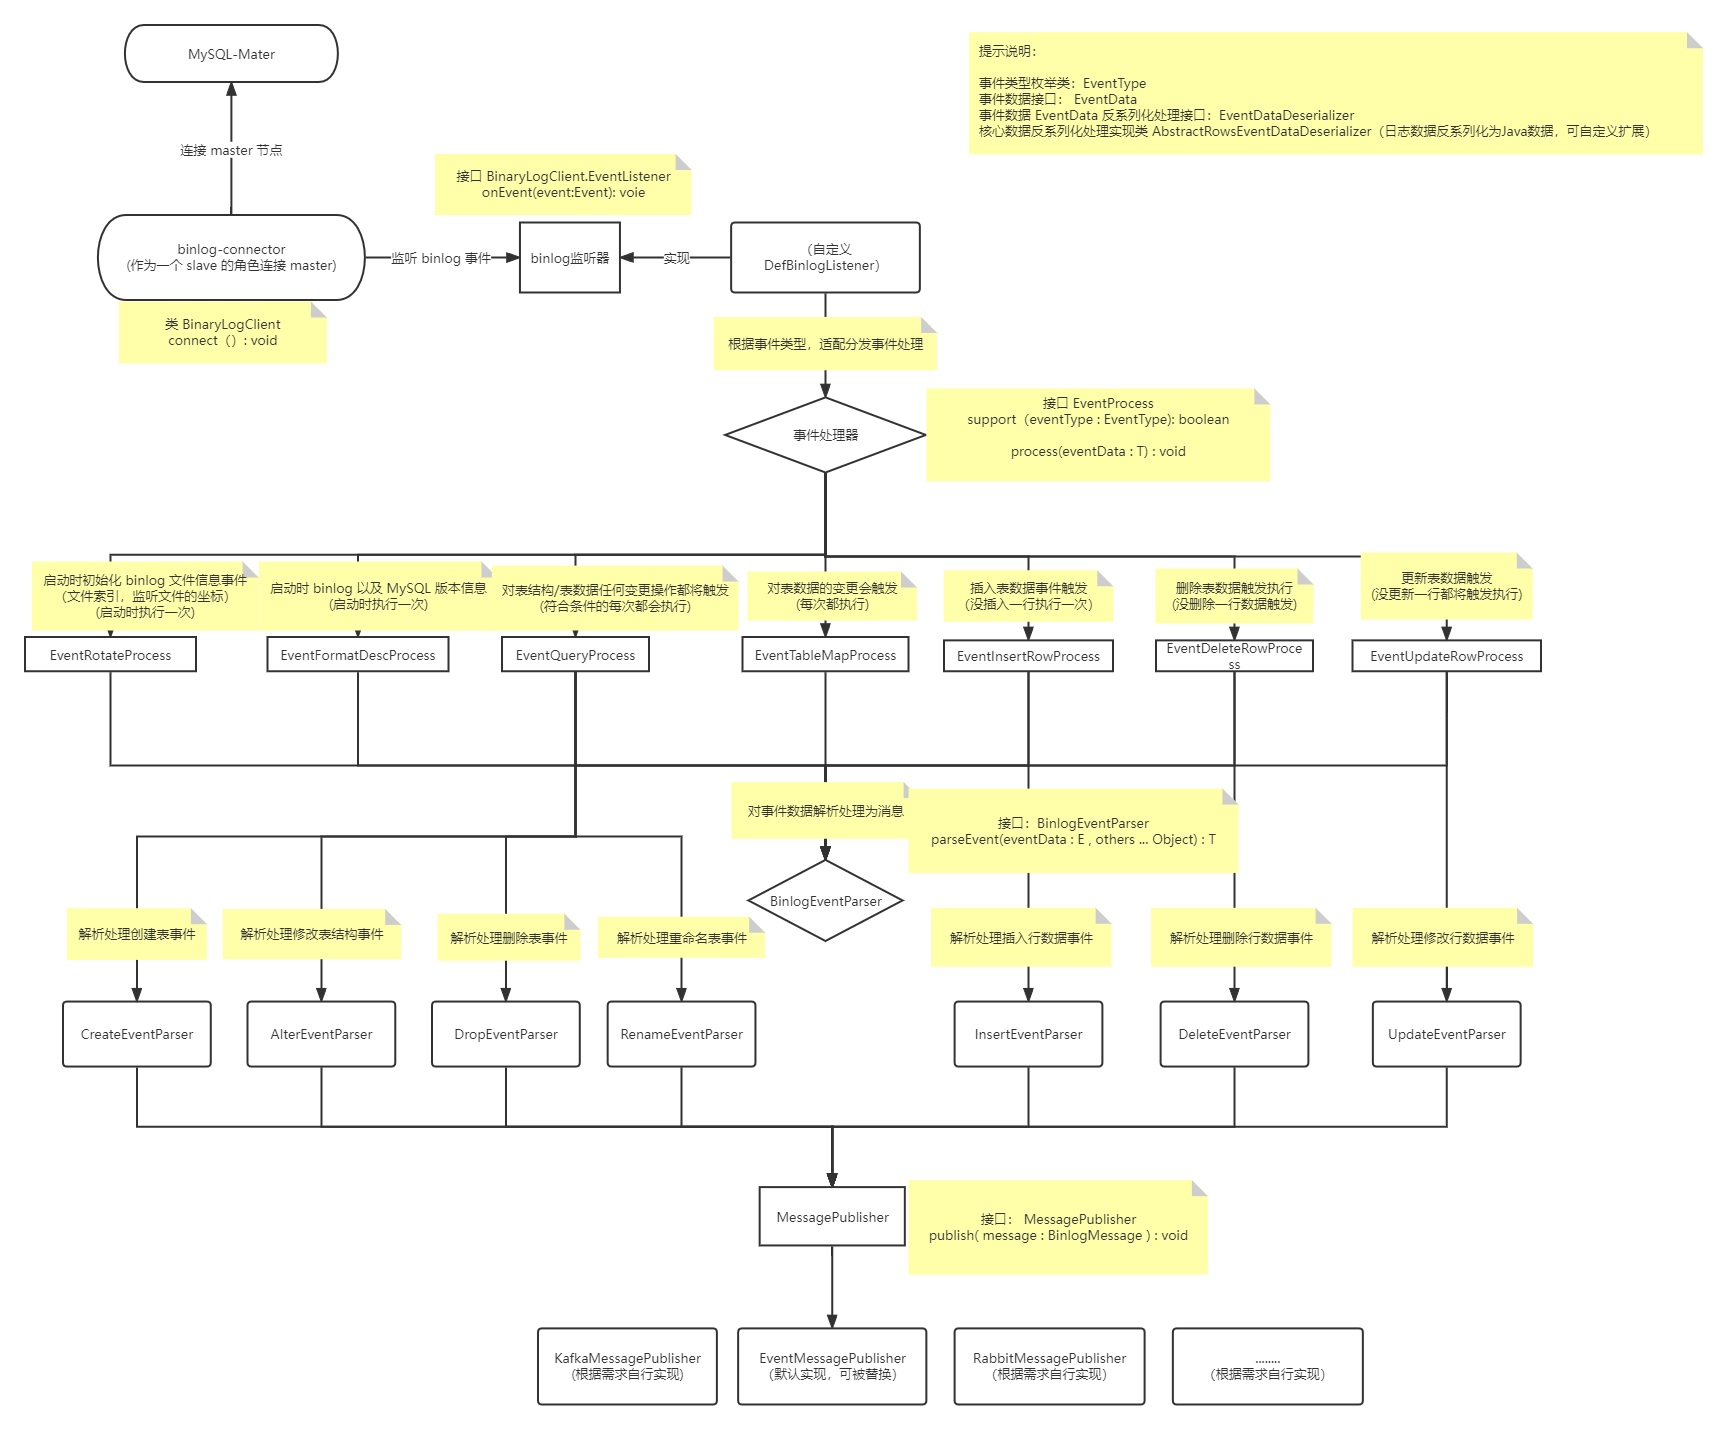 MySQL-Mater
提示说明：
事件类型枚举类：EventType
事件数据接口： EventData
事件数据 EventData 反系列化处理接口：EventDataDeserializer
核心数据反系列化处理实现类 AbstractRowsEventDataDeserializer（日志数据反系列化为Java数据，可自定义扩展）
连接 master 节点
接口 BinaryLogClient.EventListener
onEvent(event:Event): voie
binlog-connector
(作为一个 slave 的角色连接 master)
监听 binlog 事件
binlog监听器
实现
（自定义
DefBinlogListener）
类 BinaryLogClient
connect（）: void
根据事件类型，适配分发事件处理
事件处理器
接口 EventProcess
support（eventType : EventType): boolean
process(eventData : T) : void
启动时初始化 binlog 文件信息事件
(文件索引，监听文件的坐标)
(启动时执行一次)
启动时 binlog 以及 MySQL 版本信息
(启动时执行一次)
对表结构/表数据任何变更操作都将触发
(符合条件的每次都会执行)
对表数据的变更会触发
(每次都执行)
插入表数据事件触发
(没插入一行执行一次)
删除表数据触发执行
(没删除一行数据触发)
更新表数据触发
(没更新一行都将触发执行)
EventRotateProcess
EventFormatDescProcess
EventQueryProcess
EventTableMapProcess
EventInsertRowProcess
EventDeleteRowProce
ss
EventUpdateRowProcess
对事件数据解析处理为消息
接口：BinlogEventParser
parseEvent(eventData : E , others ... Object) : T
BinlogEventParser
解析处理创建表事件
解析处理修改表结构事件
解析处理删除表事件
解析处理重命名表事件
解析处理插入行数据事件
解析处理删除行数据事件
解析处理修改行数据事件
CreateEventParser
AlterEventParser
DropEventParser
RenameEventParser
InsertEventParser
DeleteEventParser
UpdateEventParser
MessagePublisher
接口： MessagePublisher
publish( message : BinlogMessage ) : void
KafkaMessagePublisher
(根据需求自行实现)
EventMessagePublisher
(默认实现，可被替换)
RabbitMessagePublisher
(根据需求自行实现)
........
(根据需求自行实现)